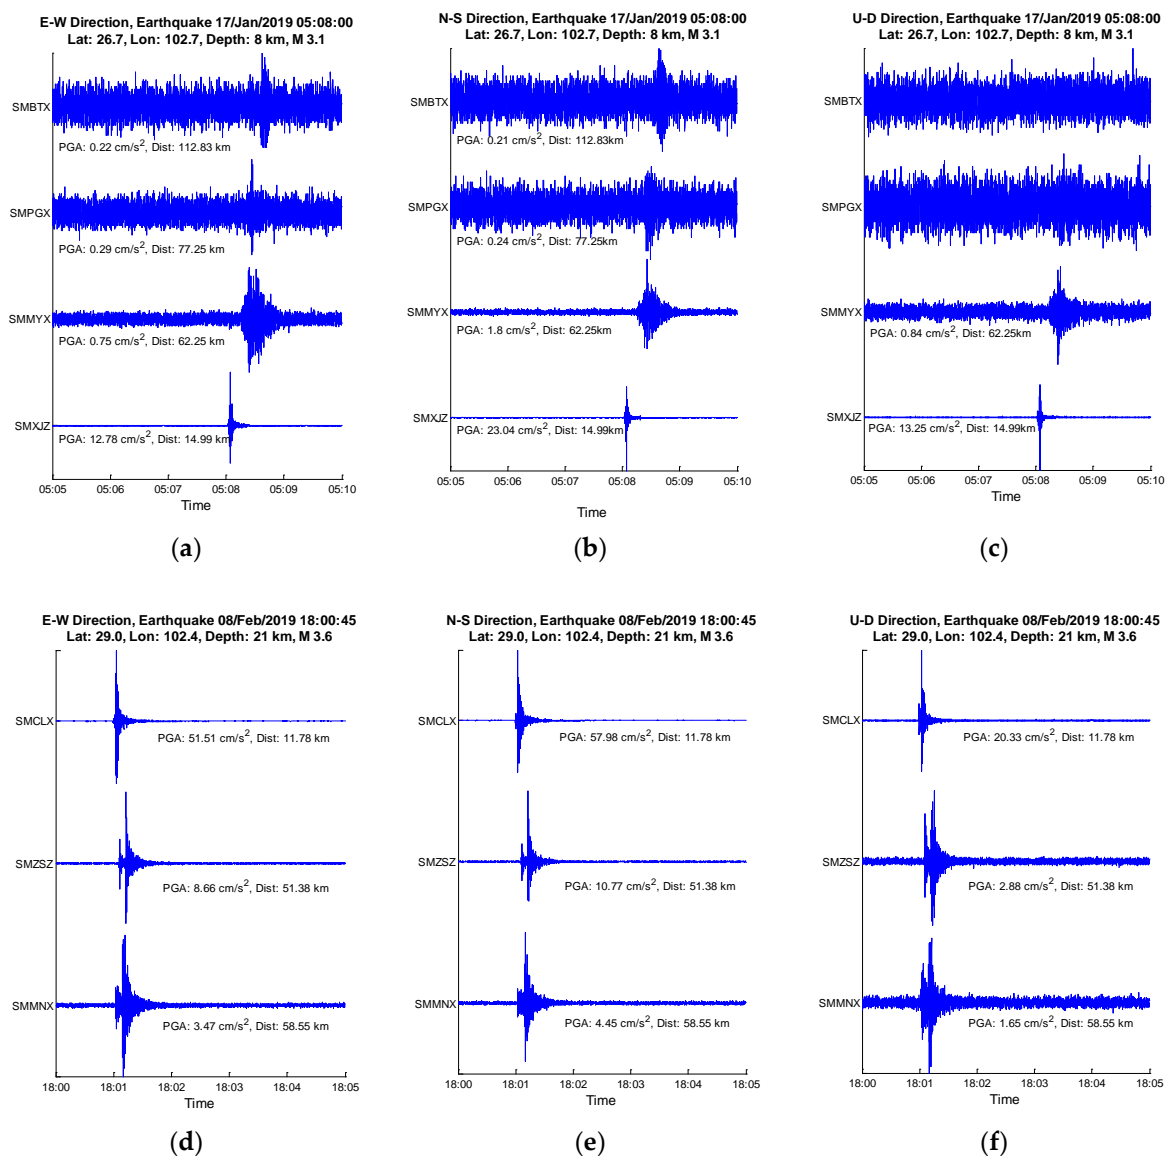 E-W Direction, Earthquake 17/Jan/2019 05:08:00
Lat: 26.7, Lon: 102.7, Depth: 8 km, M 3.1
SMBTX
PGA: 0.22 cm/s², Dist: 112.83 km
SMPGX
PGA: 0.29 cm/s², Dist: 77.25 km
SMMYX
PGA: 0.75 cm/s², Dist: 62.25 km
SMXJZ
PGA: 12.78 cm/s², Dist: 14.99 km
05:05 05:06 05:07 05:08 05:09 05:10
Time
(a)
N-S Direction, Earthquake 17/Jan/2019 05:08:00
Lat: 26.7, Lon: 102.7, Depth: 8 km, M 3.1
SMBTX
PGA: 0.21 cm/s², Dist: 112.83km
SMPGX
PGA: 0.24 cm/s², Dist: 77.25km
SMMYX
PGA: 1.8 cm/s², Dist: 62.25km
SMXJZ
PGA: 23.04 cm/s², Dist: 14.99km
05:05 05:06 05:07 05:08 05:09 05:10
Time
(b)
U-D Direction, Earthquake 17/Jan/2019 05:08:00
Lat: 26.7, Lon: 102.7, Depth: 8 km, M 3.1
SMBTX
SMPGX
SMMYX
PGA: 0.84 cm/s², Dist: 62.25km
SMXJZ
PGA: 13.25 cm/s², Dist: 14.99km
05:05 05:06 05:07 05:08 05:09 05:10
Time
(c)
E-W Direction, Earthquake 08/Feb/2019 18:00:45
Lat: 29.0, Lon: 102.4, Depth: 21 km, M 3.6
SMCLX
PGA: 51.51 cm/s², Dist: 11.78 km
SMZSZ
PGA: 8.66 cm/s², Dist: 51.38 km
SMMNX
PGA: 3.47 cm/s², Dist: 58.55 km
18:00 18:01 18:02 18:03 18:04 18:05
Time
(d)
N-S Direction, Earthquake 08/Feb/2019 18:00:45
Lat: 29.0, Lon: 102.4, Depth: 21 km, M 3.6
SMCLX
PGA: 57.98 cm/s², Dist: 11.78 km
SMZSZ
PGA: 10.77 cm/s², Dist: 51.38 km
SMMNX
PGA: 4.45 cm/s², Dist: 58.55 km
18:00 18:01 18:02 18:03 18:04 18:05
Time
(e)
U-D Direction, Earthquake 08/Feb/2019 18:00:45
Lat: 29.0, Lon: 102.4, Depth: 21 km, M 3.6
SMCLX
PGA: 20.33 cm/s², Dist: 11.78 km
SMZSZ
PGA: 2.88 cm/s², Dist: 51.38 km
SMMNX
PGA: 1.65 cm/s², Dist: 58.55 km
18:00 18:01 18:02 18:03 18:04 18:05
Time
(f)